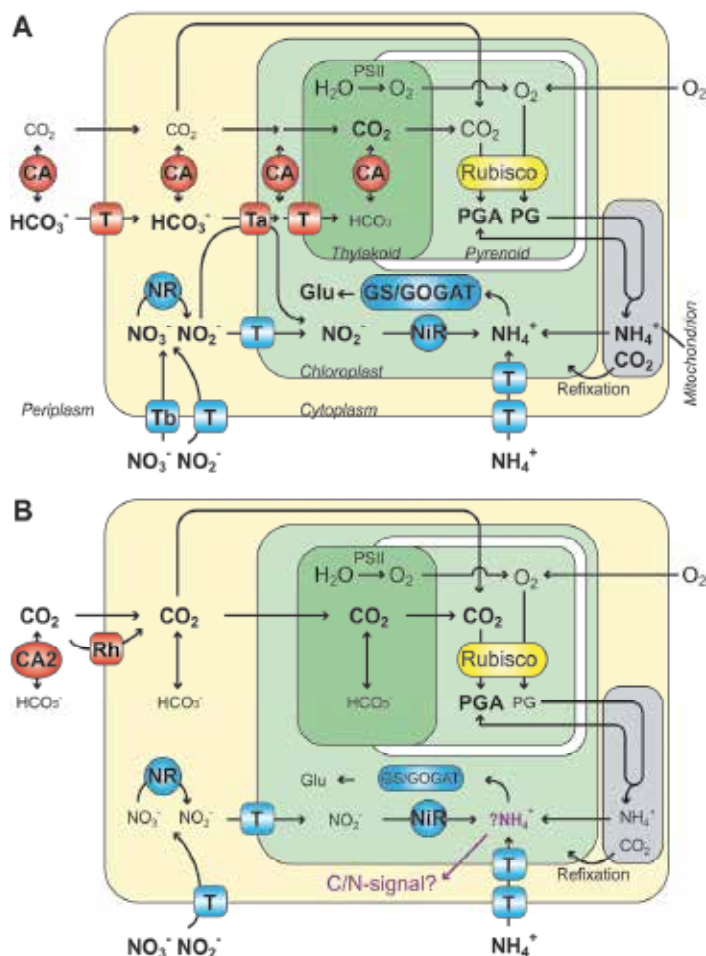 A
PSII
H₂O → O₂ O₂ O₂
CO₂ CO₂ CO₂ CO₂
CA CA CA CA Rubisco
HCO₃⁻ T HCO₃⁻ Ta T HCO₃⁻ PGA PG
Thylakoid Pyrenoid
NR Glu GS/GOGAT
NO₃⁻ NO₂⁻ T NO₂⁻ NiR NH₄⁺ NH₄⁺
CO₂
Chloroplast T Refixation
Mitochondrion
Periplasm Cytoplasm
Tb T T
NO₃⁻ NO₂⁻ NH₄⁺
B
PSII
H₂O → O₂ O₂ O₂
CO₂ CO₂ CO₂ CO₂
CA2 Rh Rubisco
HCO₃⁻ HCO₃⁻ HCO₃⁻ PGA PG
NR Glu GS/GOGAT
NO₃⁻ NO₂⁻ T NO₂⁻ NiR ?NH₄⁺ NH₄⁺
CO₂
C/N-signal? T Refixation
T T
NO₃⁻ NO₂⁻ NH₄⁺